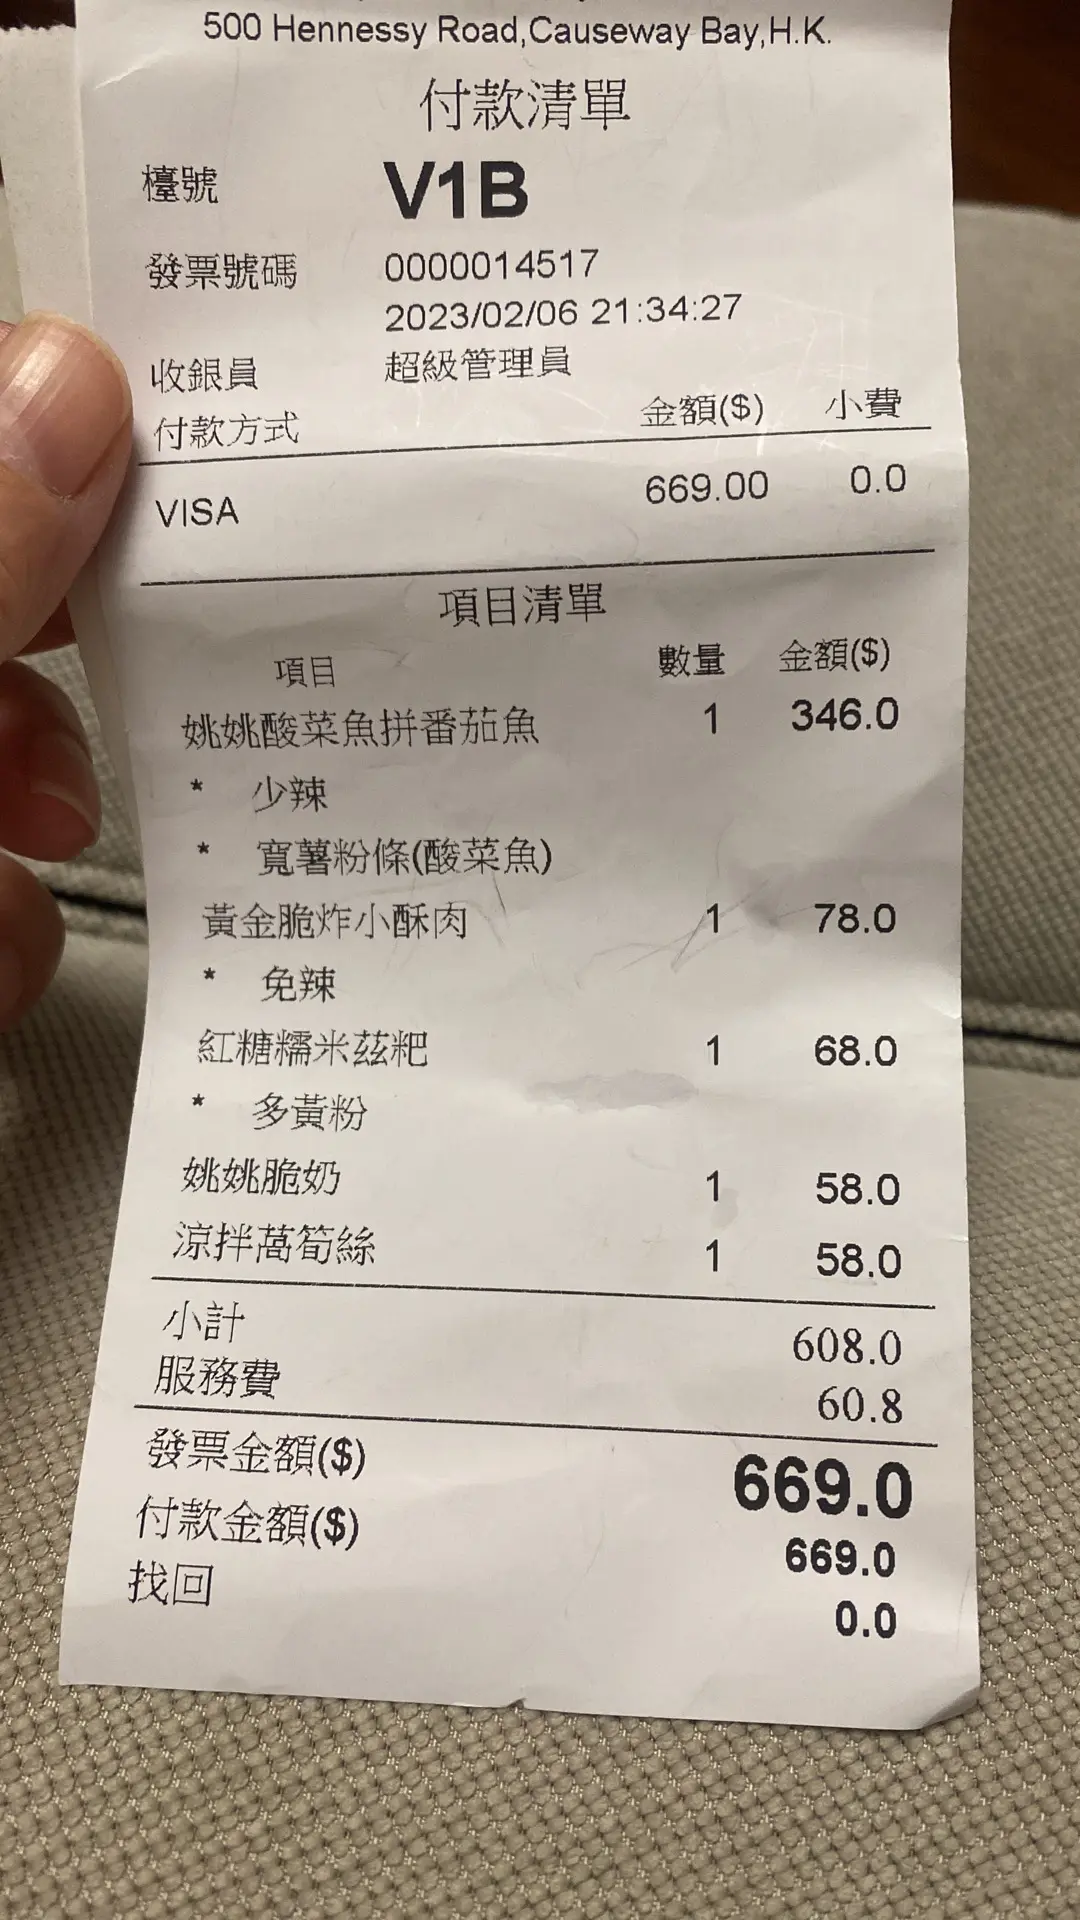 500 Hennessy Road,Causeway Bay,H.K.
付款清單
檯號 V1B
發票號碼 0000014517
2023/02/06 21:34:27
收銀員 超級管理員
付款方式 金額($) 小費
VISA 669.00 0.0
項目清單
項目 數量 金額($)
姚姚酸菜魚拼番茄魚 1 346.0
* 少辣
* 寬薯粉條(酸菜魚)
黃金脆炸小酥肉 1 78.0
* 免辣
紅糖糯米茲粑 1 68.0
* 多黃粉
姚姚脆奶 1 58.0
涼拌萵筍絲 1 58.0
小計 608.0
服務費 60.8
發票金額($) 669.0
付款金額($) 669.0
找回 0.0